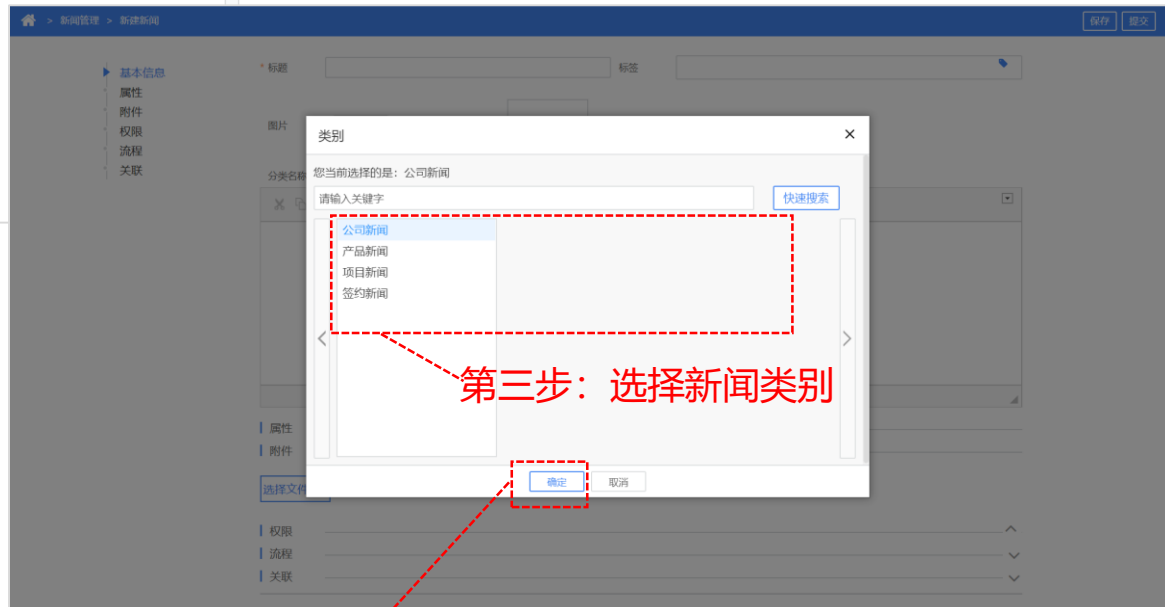 > 新闻管理 > 新建新闻
保存 提交
基本信息
属性
附件
权限
流程
关联
* 标题
标签
图片
分类名称
类别
您当前选择的是：公司新闻
请输入关键字
快速搜索
公司新闻
产品新闻
项目新闻
签约新闻
第三步：选择新闻类别
属性
附件
确定 取消
选择文件
权限
流程
关联